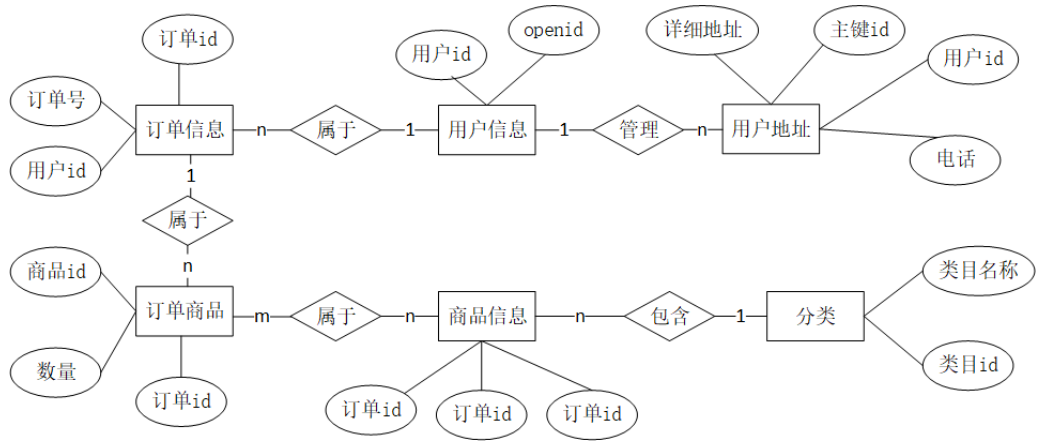 订单id
openid
详细地址
主键id
用户id
用户id
订单号
订单信息
n
属于
1
用户信息
1
管理
n
用户地址
用户id
电话
1
属于
n
商品id
类目名称
订单商品
m
属于
n
商品信息
n
包含
1
分类
数量
类目id
订单id
订单id
订单id
订单id